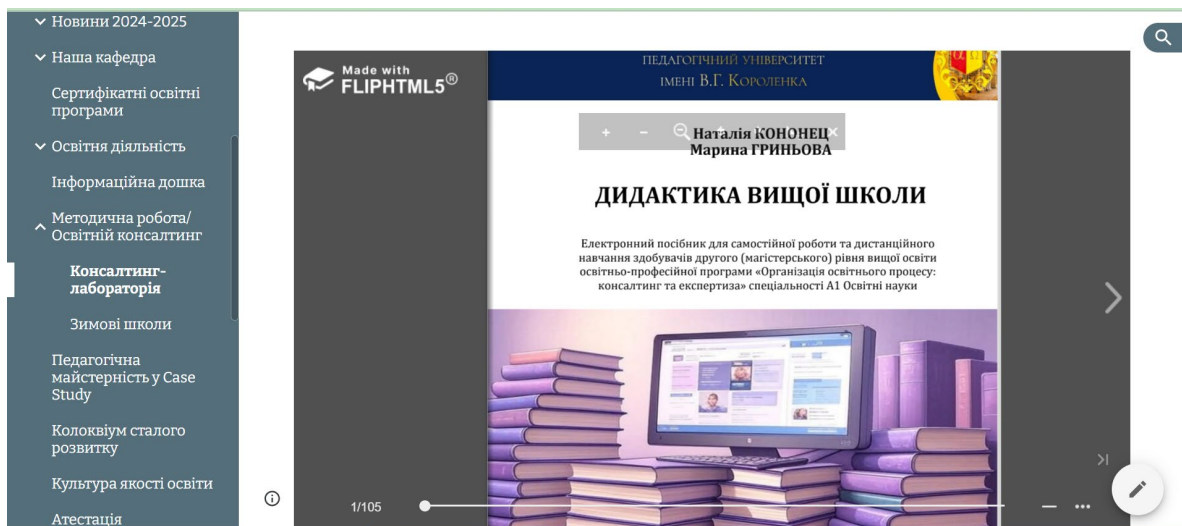 Новини 2024-2025
Наша кафедра
Сертифікатні освітні
програми
Освітня діяльність
Інформаційна дошка
Методична робота/
Освітній консалтинг
Консалтинг-
лабораторія
Зимові школи
Педагогічна
майстерність у Case
Study
Колоквіум сталого
розвитку
Культура якості освіти
Атестація
Made with
FLIPHTML5®
ПЕДАГОГІЧНИЙ УНІВЕРСИТЕТ
ІМЕНІ В.Г. КОРОЛЕНКА
Наталія КОНОНЕЦ
Марина ГРИНЬОВА
ДИДАКТИКА ВИЩОЇ ШКОЛИ
Електронний посібник для самостійної роботи та дистанційного
навчання здобувачів другого (магістерського) рівня вищої освіти
освітньо-професійної програми «Організація освітнього процесу:
консалтинг та експертиза» спеціальності А1 Освітні науки
1/105